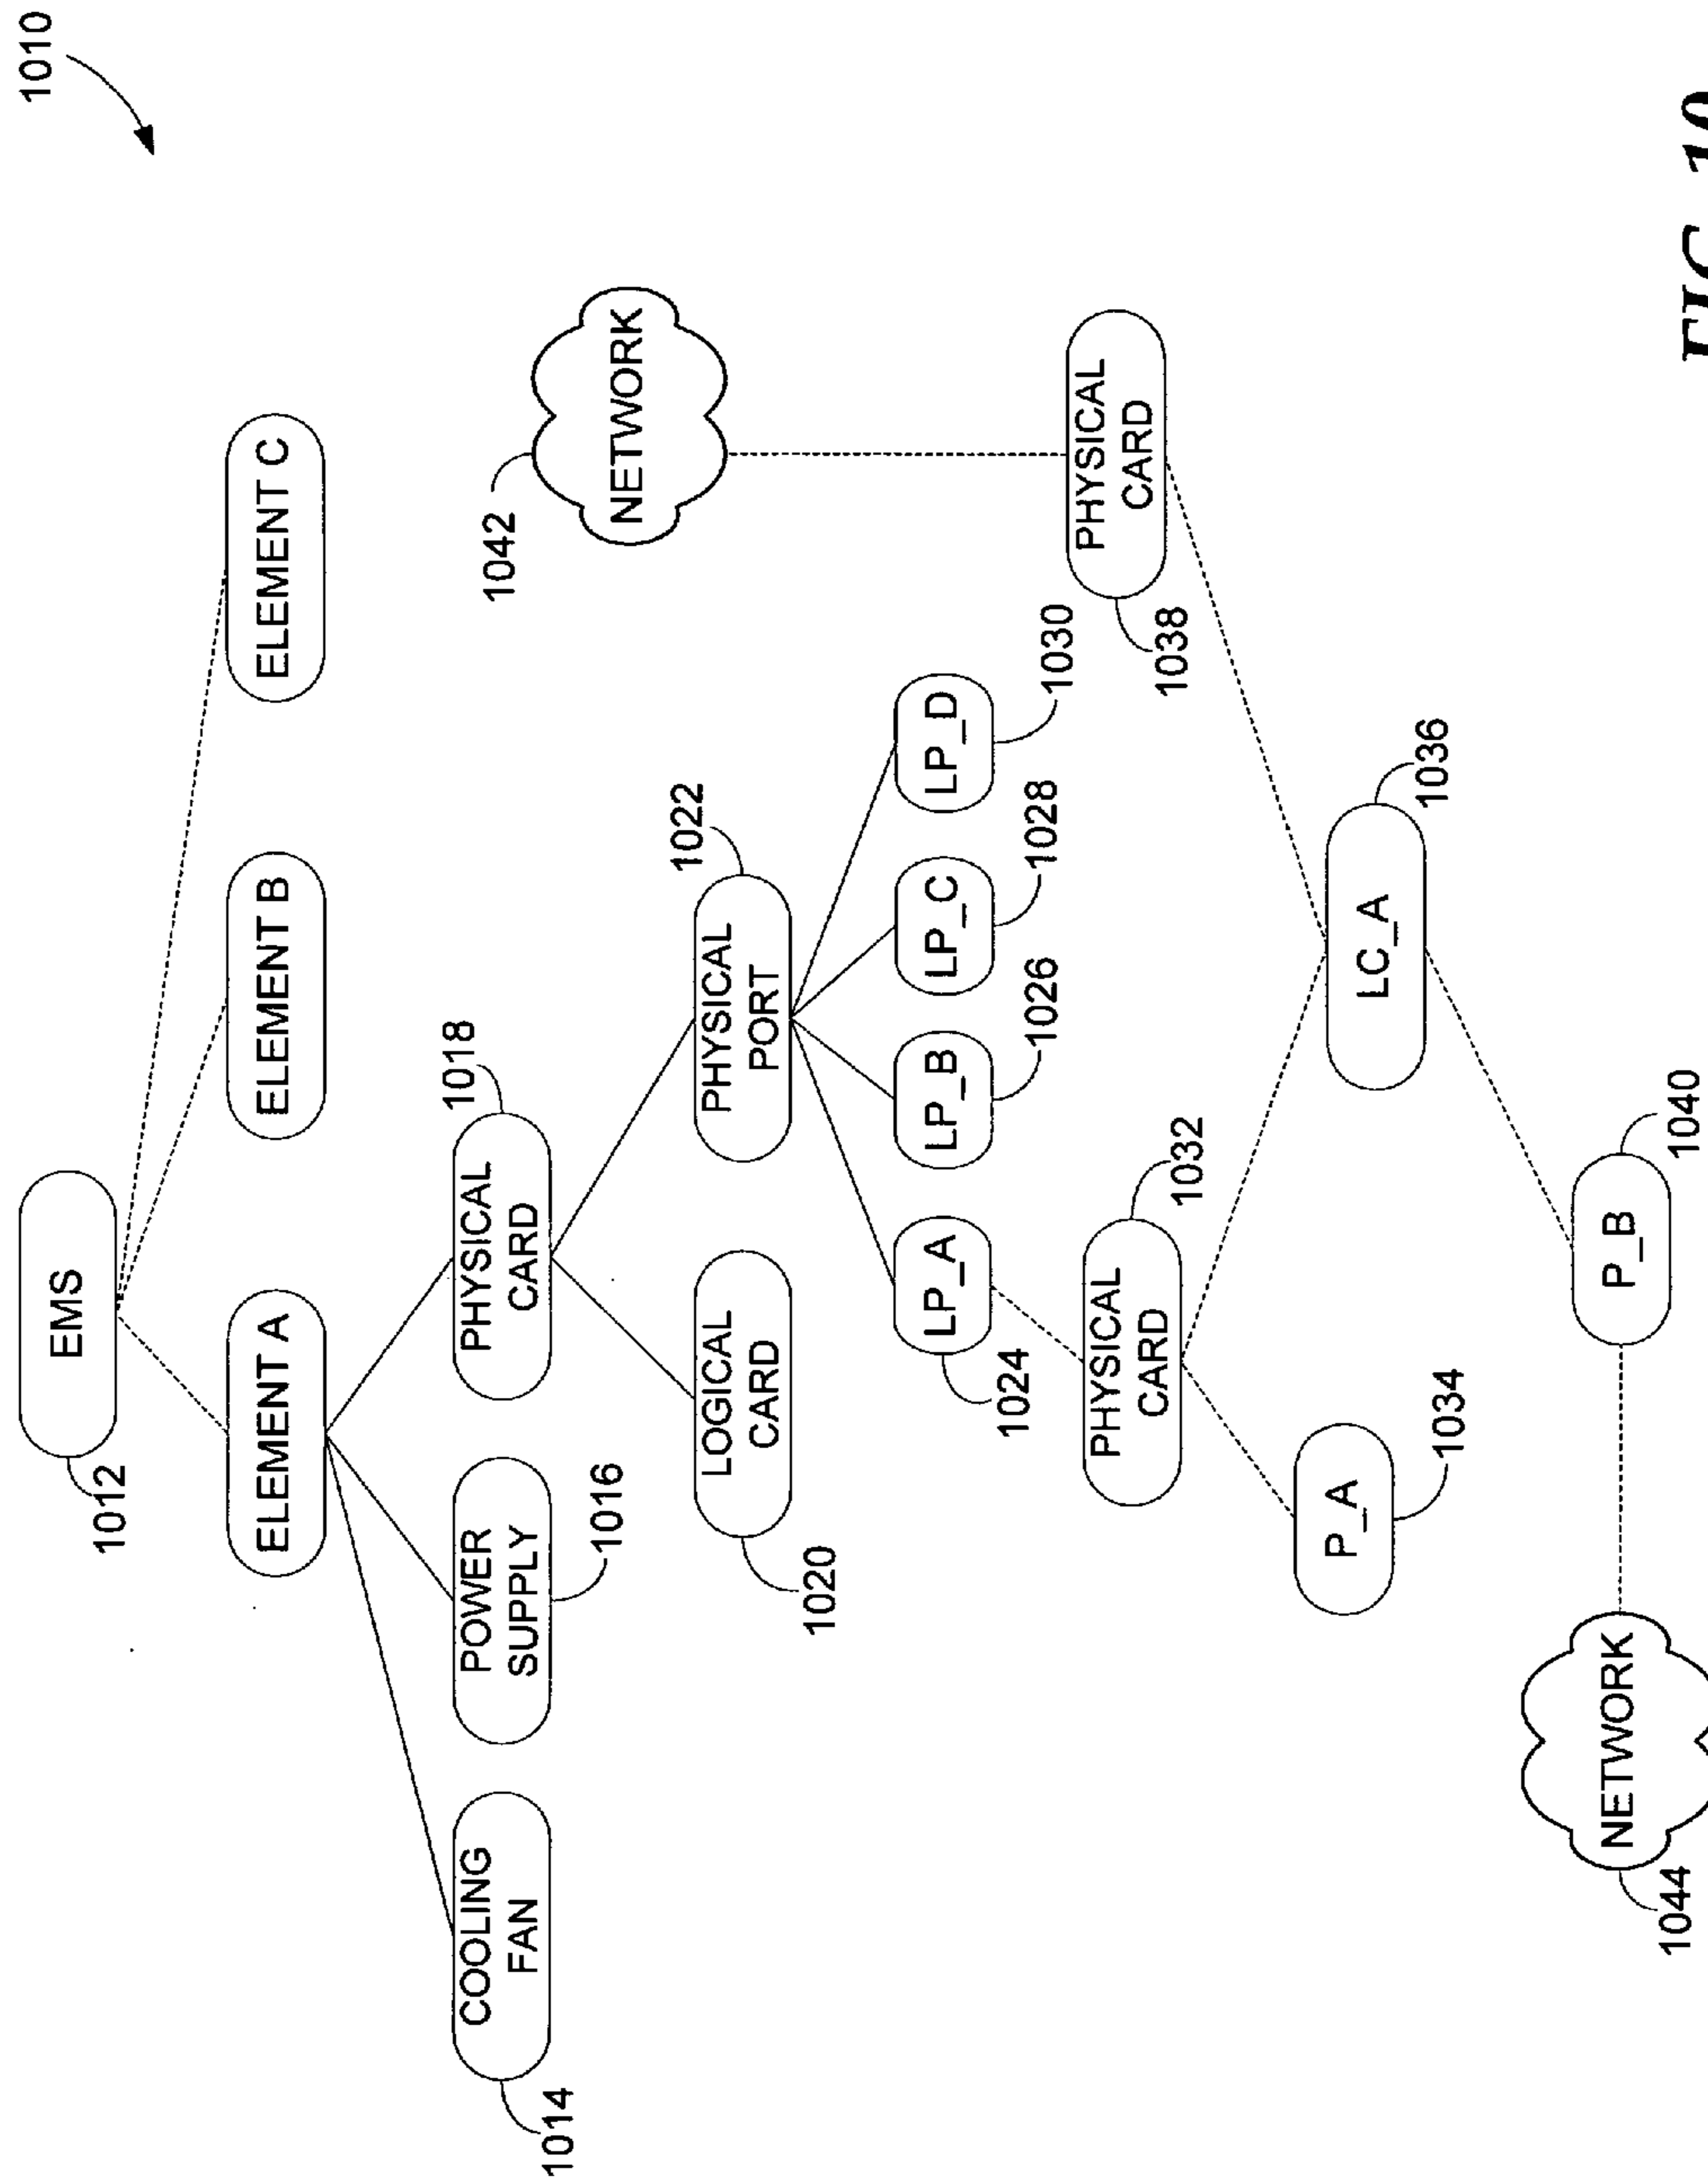 1010
EMS
1012
ELEMENT A
ELEMENT B
ELEMENT C
COOLING
FAN
1014
POWER
SUPPLY
1016
PHYSICAL
CARD
1018
NETWORK
1042
LOGICAL
CARD
1020
PHYSICAL
PORT
1022
LP_A
1024
LP_B
1026
LP_C
1028
LP_D
1030
PHYSICAL
CARD
1032
PHYSICAL
CARD
1038
P_A
1034
LC_A
1036
NETWORK
1044
P_B
1040
FIG. 10